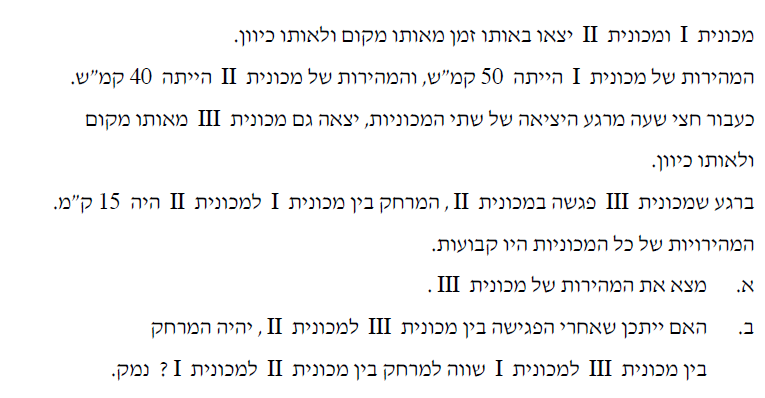 מכונית I ומכונית II יצאו באותו זמן מאותו מקום ולאותו כיוון.
המהירות של מכונית I הייתה 50 קמ"ש, והמהירות של מכונית II הייתה 40 קמ"ש.
כעבור חצי שעה מרגע היציאה של שתי המכוניות, יצאה גם מכונית III מאותו מקום
ולאותו כיוון.
ברגע שמכונית III פגשה במכונית II, המרחק בין מכונית I למכונית II היה 15 ק"מ.
המהירויות של כל המכוניות היו קבועות.
א. מצא את המהירות של מכונית III.
ב. האם ייתכן שאחרי הפגישה בין מכונית III למכונית II, יהיה המרחק
בין מכונית III למכונית I שווה למרחק בין מכונית II למכונית I? נמק.